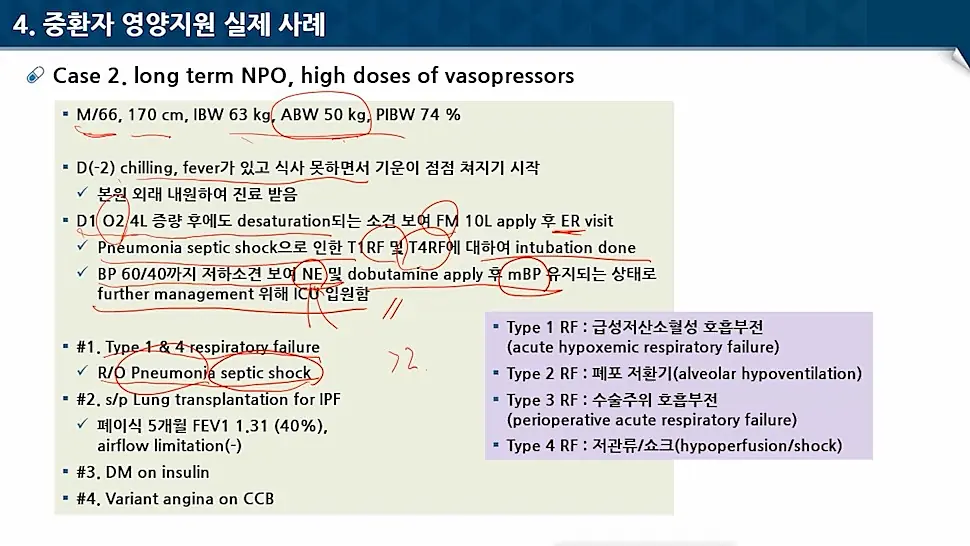 4. 중환자 영양지원 실제 사례
Case 2. long term NPO, high doses of vasopressors
M/66, 170 cm, IBW 63 kg, ABW 50 kg, PIBW 74 %
D(-2) chilling, fever가 있고 식사 못하면서 기운이 점점 쳐지기 시작
✓ 본원 외래 내원하여 진료 받음
D1 O2 4L 증량 후에도 desaturation되는 소견 보여 FM 10L apply 후 ER visit
✓ Pneumonia septic shock으로 인한 T1RF 및 T4RF에 대하여 intubation done
✓ BP 60/40까지 저하소견 보여 NE 및 dobutamine apply 후 mBP 유지되는 상태로
further management 위해 ICU 입원함
#1. Type 1 & 4 respiratory failure
✓ R/O Pneumonia septic shock
#2. s/p Lung transplantation for IPF
✓ 폐이식 5개월 FEV1 1.31 (40%),
airflow limitation(-)
#3. DM on insulin
#4. Variant angina on CCB
Type 1 RF : 급성저산소혈성 호흡부전
(acute hypoxemic respiratory failure)
Type 2 RF : 폐포 저환기(alveolar hypoventilation)
Type 3 RF : 수술주위 호흡부전
(perioperative acute respiratory failure)
Type 4 RF : 저관류/쇼크(hypoperfusion/shock)